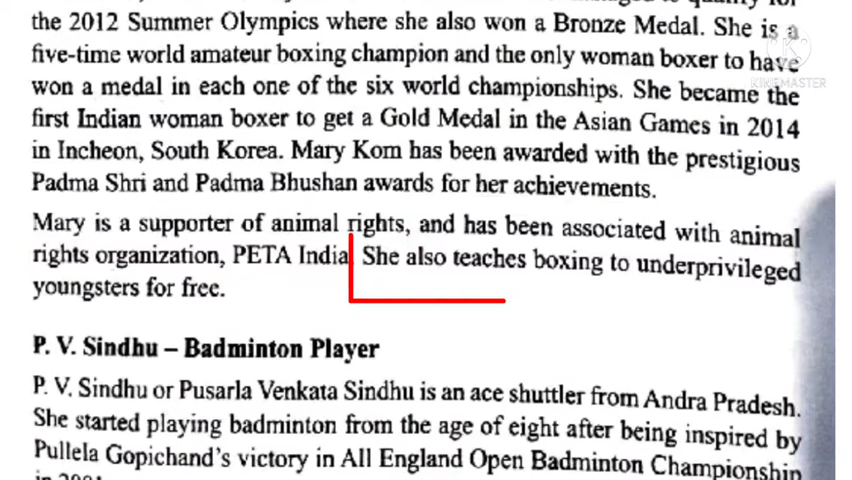 the 2012 Summer Olympics where she also won a Bronze Medal. She is a
five-time world amateur boxing champion and the only woman boxer to have
won a medal in each one of the six world championships. She became the
first Indian woman boxer to get a Gold Medal in the Asian Games in 2014
in Incheon, South Korea. Mary Kom has been awarded with the prestigious
Padma Shri and Padma Bhushan awards for her achievements.
Mary is a supporter of animal rights, and has been associated with animal
rights organization, PETA India. She also teaches boxing to underprivileged
youngsters for free.
P. V. Sindhu – Badminton Player
P. V. Sindhu or Pusarla Venkata Sindhu is an ace shuttler from Andra Pradesh.
She started playing badminton from the age of eight after being inspired by
Pullela Gopichand's victory in All England Open Badminton Championship
KINEMASTER